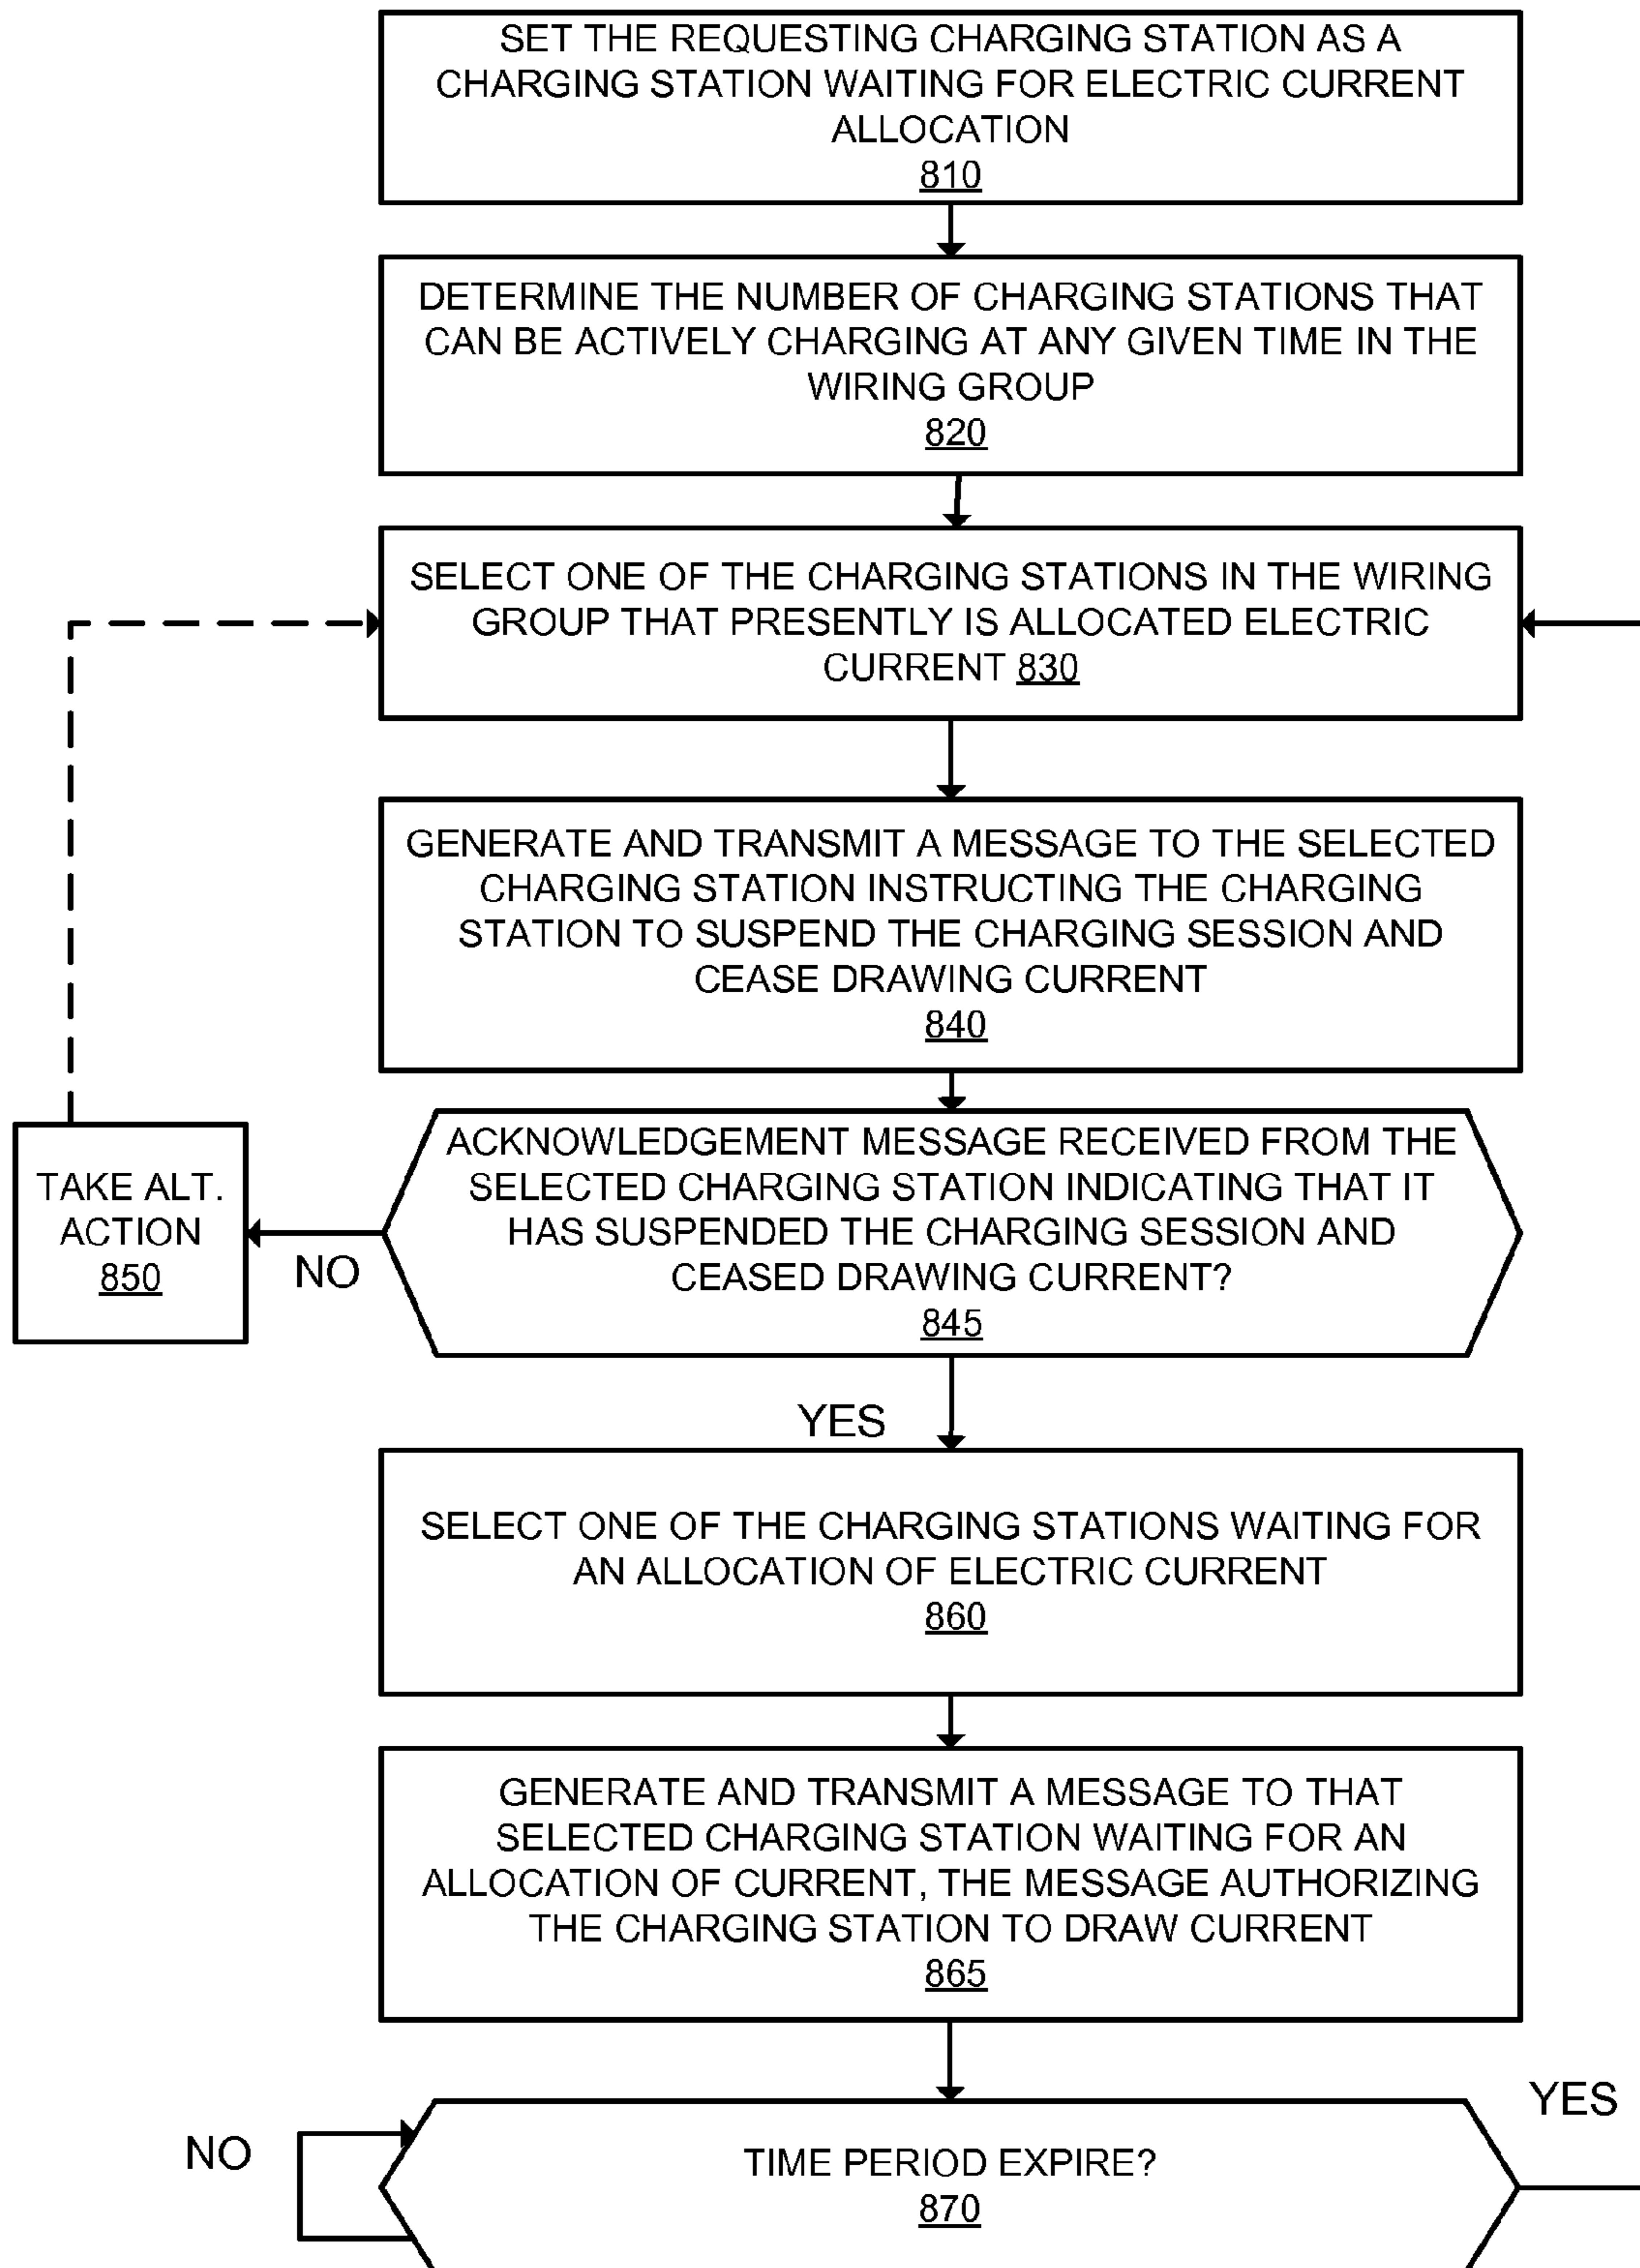 SET THE REQUESTING CHARGING STATION AS A
CHARGING STATION WAITING FOR ELECTRIC CURRENT
ALLOCATION
810
DETERMINE THE NUMBER OF CHARGING STATIONS THAT
CAN BE ACTIVELY CHARGING AT ANY GIVEN TIME IN THE
WIRING GROUP
820
SELECT ONE OF THE CHARGING STATIONS IN THE WIRING
GROUP THAT PRESENTLY IS ALLOCATED ELECTRIC
CURRENT 830
GENERATE AND TRANSMIT A MESSAGE TO THE SELECTED
CHARGING STATION INSTRUCTING THE CHARGING
STATION TO SUSPEND THE CHARGING SESSION AND
CEASE DRAWING CURRENT
840
ACKNOWLEDGEMENT MESSAGE RECEIVED FROM THE
SELECTED CHARGING STATION INDICATING THAT IT
HAS SUSPENDED THE CHARGING SESSION AND
CEASED DRAWING CURRENT?
845
NO
TAKE ALT.
ACTION
850
YES
SELECT ONE OF THE CHARGING STATIONS WAITING FOR
AN ALLOCATION OF ELECTRIC CURRENT
860
GENERATE AND TRANSMIT A MESSAGE TO THAT
SELECTED CHARGING STATION WAITING FOR AN
ALLOCATION OF CURRENT, THE MESSAGE AUTHORIZING
THE CHARGING STATION TO DRAW CURRENT
865
YES
NO
TIME PERIOD EXPIRE?
870